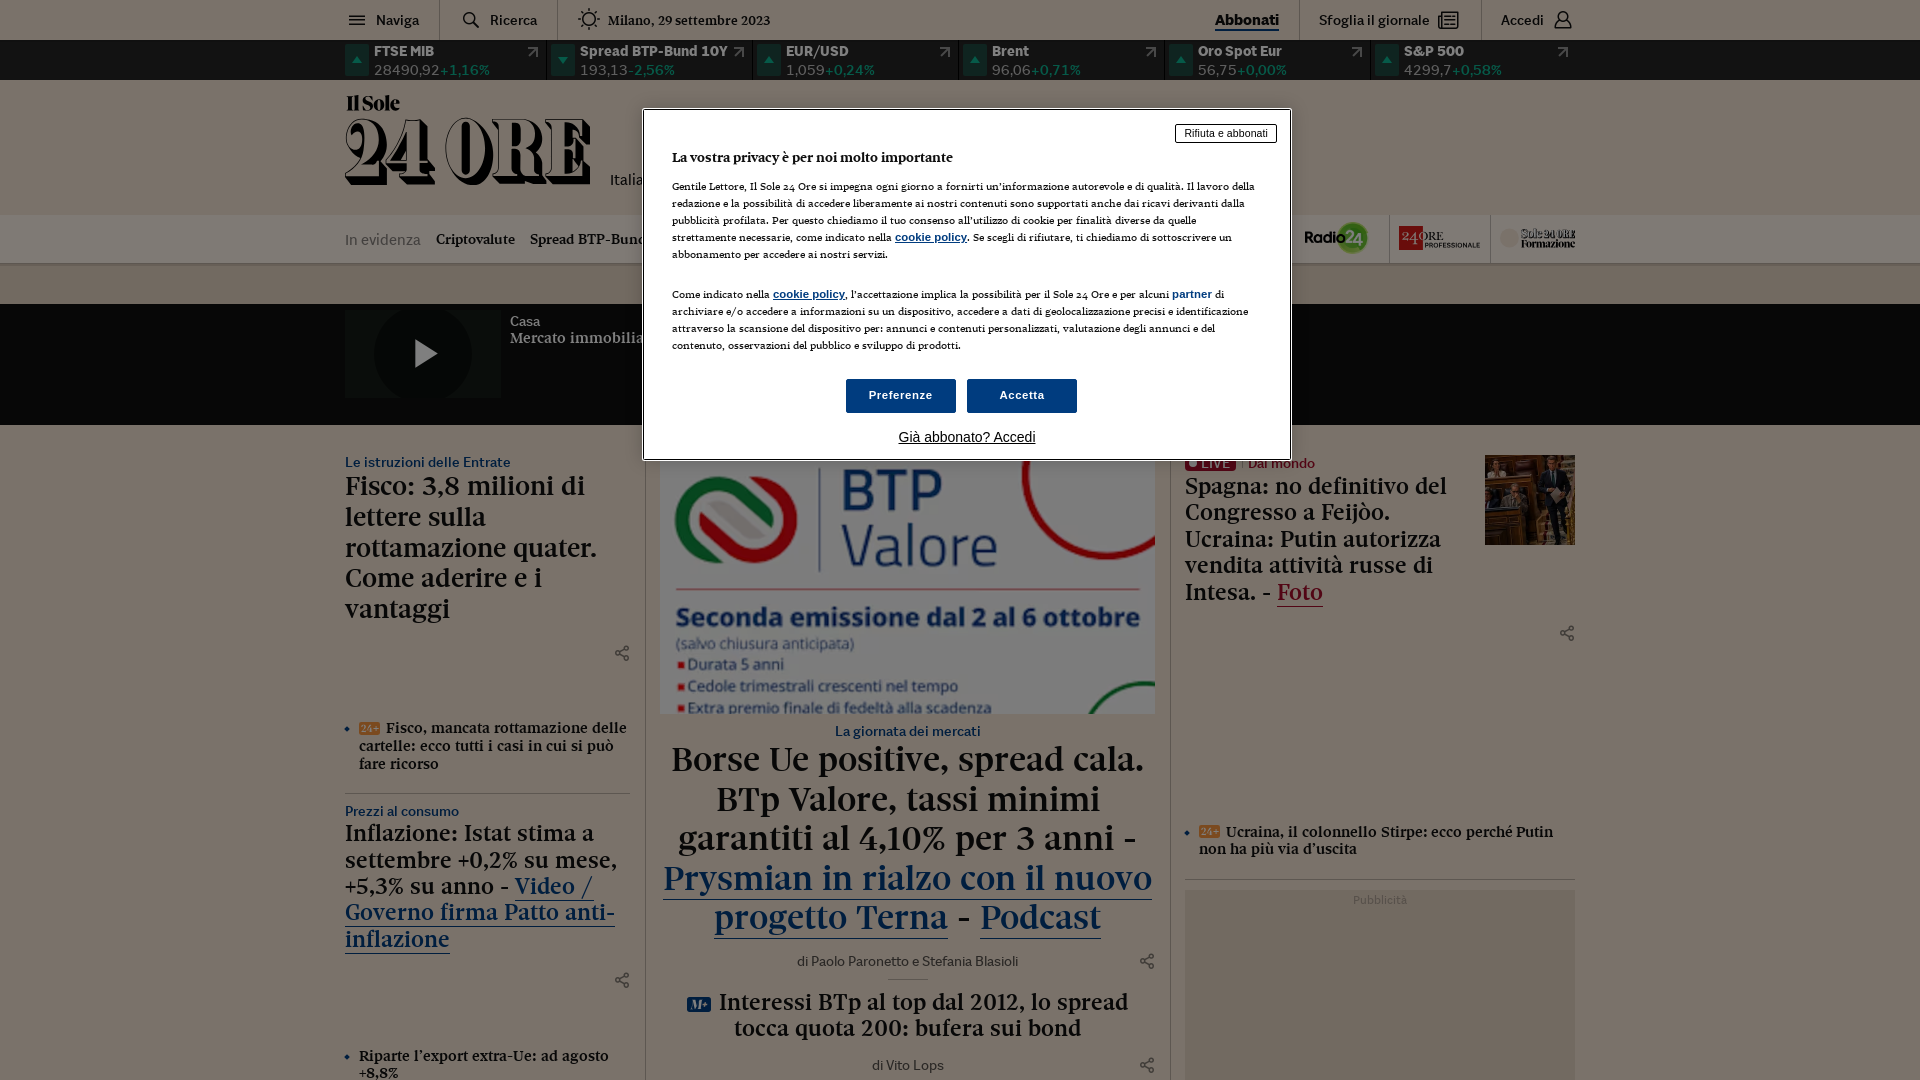 Naviga
Ricerca
Milano, 29 settembre 2023
Abbonati
Sfoglia il giornale
Accedi
FTSE MIB
28490,92+1,16%
Spread BTP-Bund 10Y
193,13-2,56%
EUR/USD
1,059+0,24%
Brent
96,06+0,71%
Oro Spot Eur
56,75+0,00%
S&P 500
4299,7+0,58%
Il Sole
24 ORE
Italia
In evidenza
Criptovalute
Spread BTP-Bund
Radio24
24 ORE
PROFESSIONALE
Sole 24 ORE
Formazione
Rifiuta e abbonati
La vostra privacy è per noi molto importante
Gentile Lettore, Il Sole 24 Ore si impegna ogni giorno a fornirti un'informazione autorevole e di qualità. Il lavoro della
redazione e la possibilità di accedere liberamente ai nostri contenuti sono supportati anche dai ricavi derivanti dalla
pubblicità profilata. Per questo chiediamo il tuo consenso all'utilizzo di cookie per finalità diverse da quelle
strettamente necessarie, come indicato nella cookie policy. Se scegli di rifiutare, ti chiediamo di sottoscrivere un
abbonamento per accedere ai nostri servizi.
Come indicato nella cookie policy, l'accettazione implica la possibilità per il Sole 24 Ore e per alcuni partner di
archiviare e/o accedere a informazioni su un dispositivo, accedere a dati di geolocalizzazione precisi e identificazione
attraverso la scansione del dispositivo per: annunci e contenuti personalizzati, valutazione degli annunci e del
contenuto, osservazioni del pubblico e sviluppo di prodotti.
Preferenze
Accetta
Già abbonato? Accedi
Casa
Mercato immobilia
Le istruzioni delle Entrate
Fisco: 3,8 milioni di
lettere sulla
rottamazione quater.
Come aderire e i
vantaggi
24+ Fisco, mancata rottamazione delle
cartelle: ecco tutti i casi in cui si può
fare ricorso
Prezzi al consumo
Inflazione: Istat stima a
settembre +0,2% su mese,
+5,3% su anno - Video /
Governo firma Patto anti-
inflazione
Riparte l'export extra-Ue: ad agosto
+8,8%
BTP
Valore
Seconda emissione dal 2 al 6 ottobre
(salvo chiusura anticipata)
Durata 5 anni
Cedole trimestrali crescenti nel tempo
Extra premio finale di fedeltà alla scadenza
La giornata dei mercati
Borse Ue positive, spread cala.
BTp Valore, tassi minimi
garantiti al 4,10% per 3 anni -
Prysmian in rialzo con il nuovo
progetto Terna - Podcast
di Paolo Paronetto e Stefania Blasioli
M+ Interessi BTp al top dal 2012, lo spread
tocca quota 200: bufera sui bond
di Vito Lops
LIVE Dal mondo
Spagna: no definitivo del
Congresso a Feijòo.
Ucraina: Putin autorizza
vendita attività russe di
Intesa. - Foto
24+ Ucraina, il colonnello Stirpe: ecco perché Putin
non ha più via d'uscita
Pubblicità